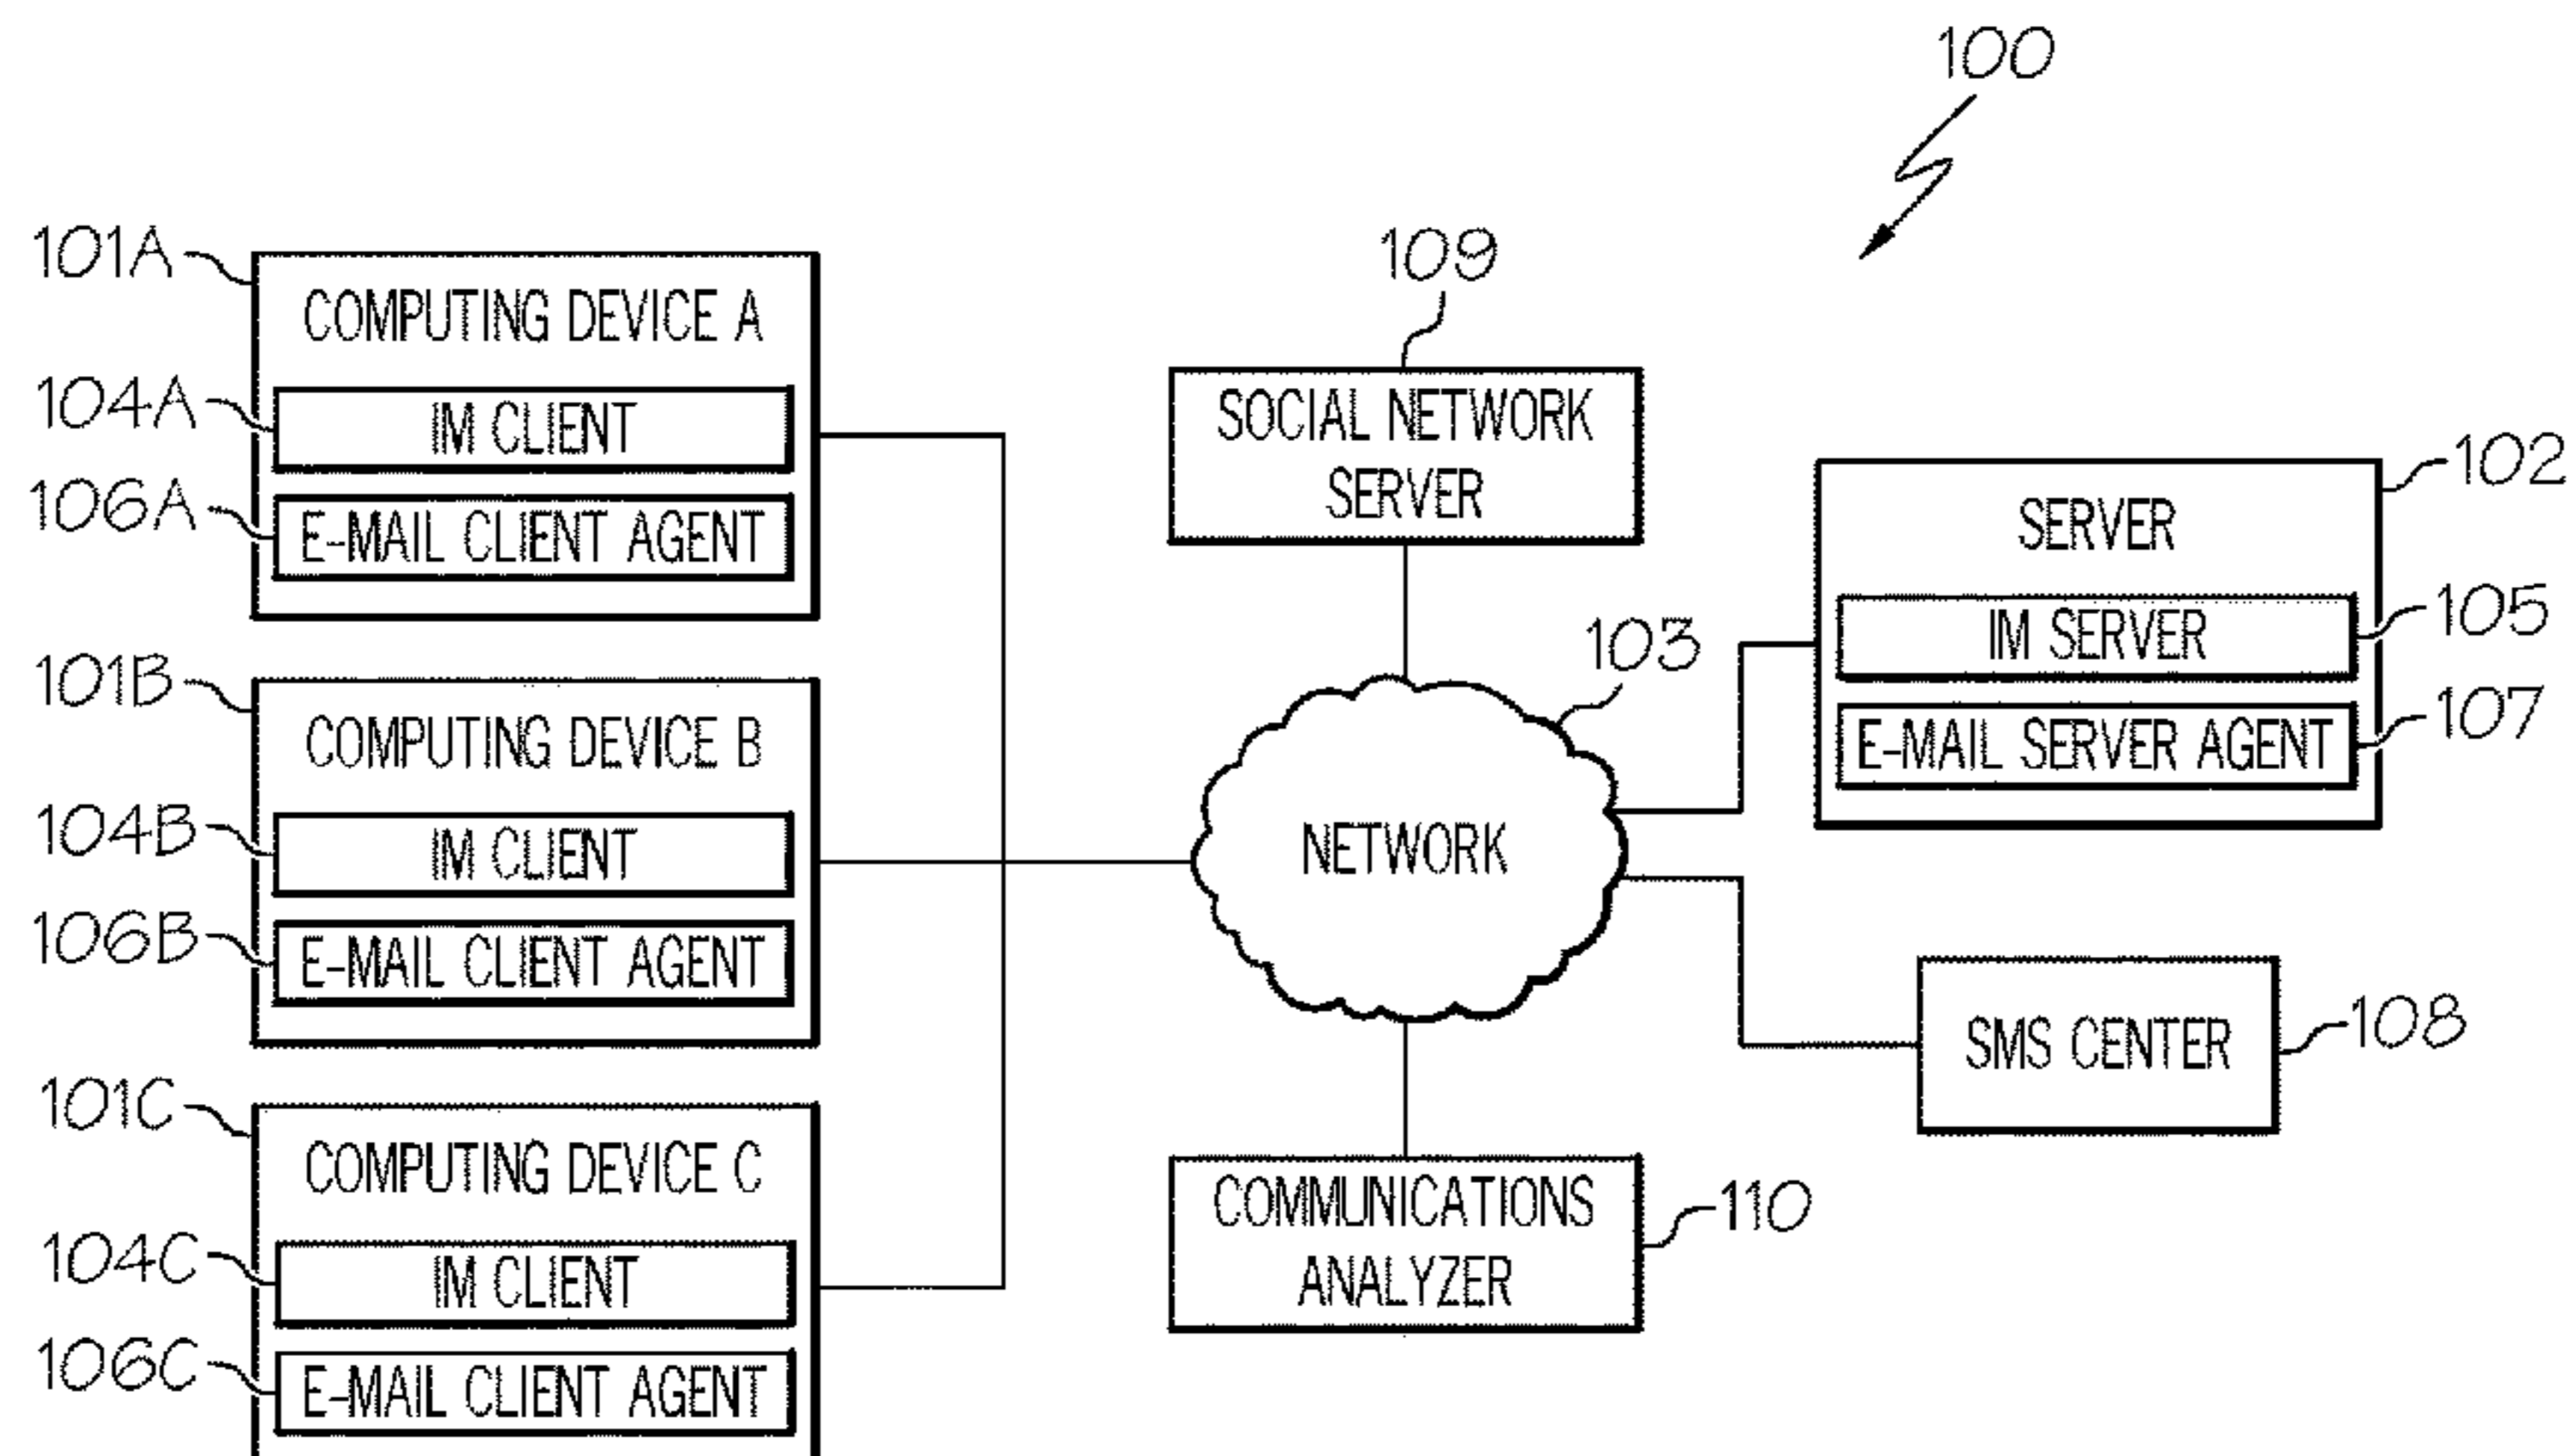 100
101A
COMPUTING DEVICE A
104A
IM CLIENT
106A
E-MAIL CLIENT AGENT
101B
COMPUTING DEVICE B
104B
IM CLIENT
106B
E-MAIL CLIENT AGENT
101C
COMPUTING DEVICE C
104C
IM CLIENT
106C
E-MAIL CLIENT AGENT
109
SOCIAL NETWORK
SERVER
103
NETWORK
COMMUNICATIONS
ANALYZER
110
102
SERVER
IM SERVER
105
E-MAIL SERVER AGENT
107
SMS CENTER
108